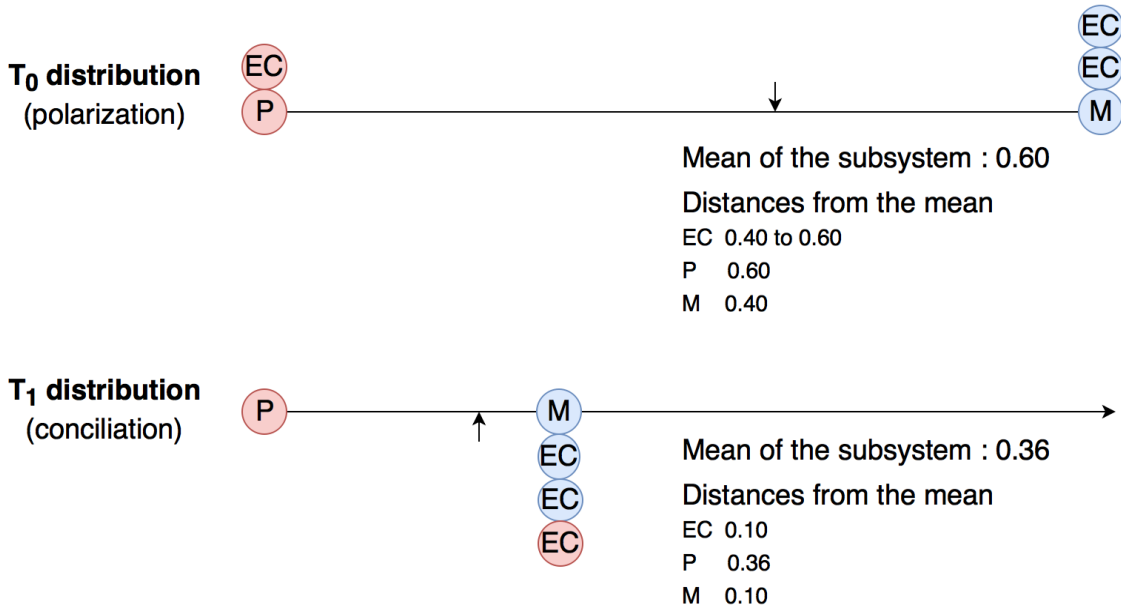 T0 distribution
(polarization)
EC
P
EC
EC
M
Mean of the subsystem : 0.60
Distances from the mean
EC 0.40 to 0.60
P 0.60
M 0.40
T1 distribution
(conciliation)
P
M
EC
EC
EC
Mean of the subsystem : 0.36
Distances from the mean
EC 0.10
P 0.36
M 0.10